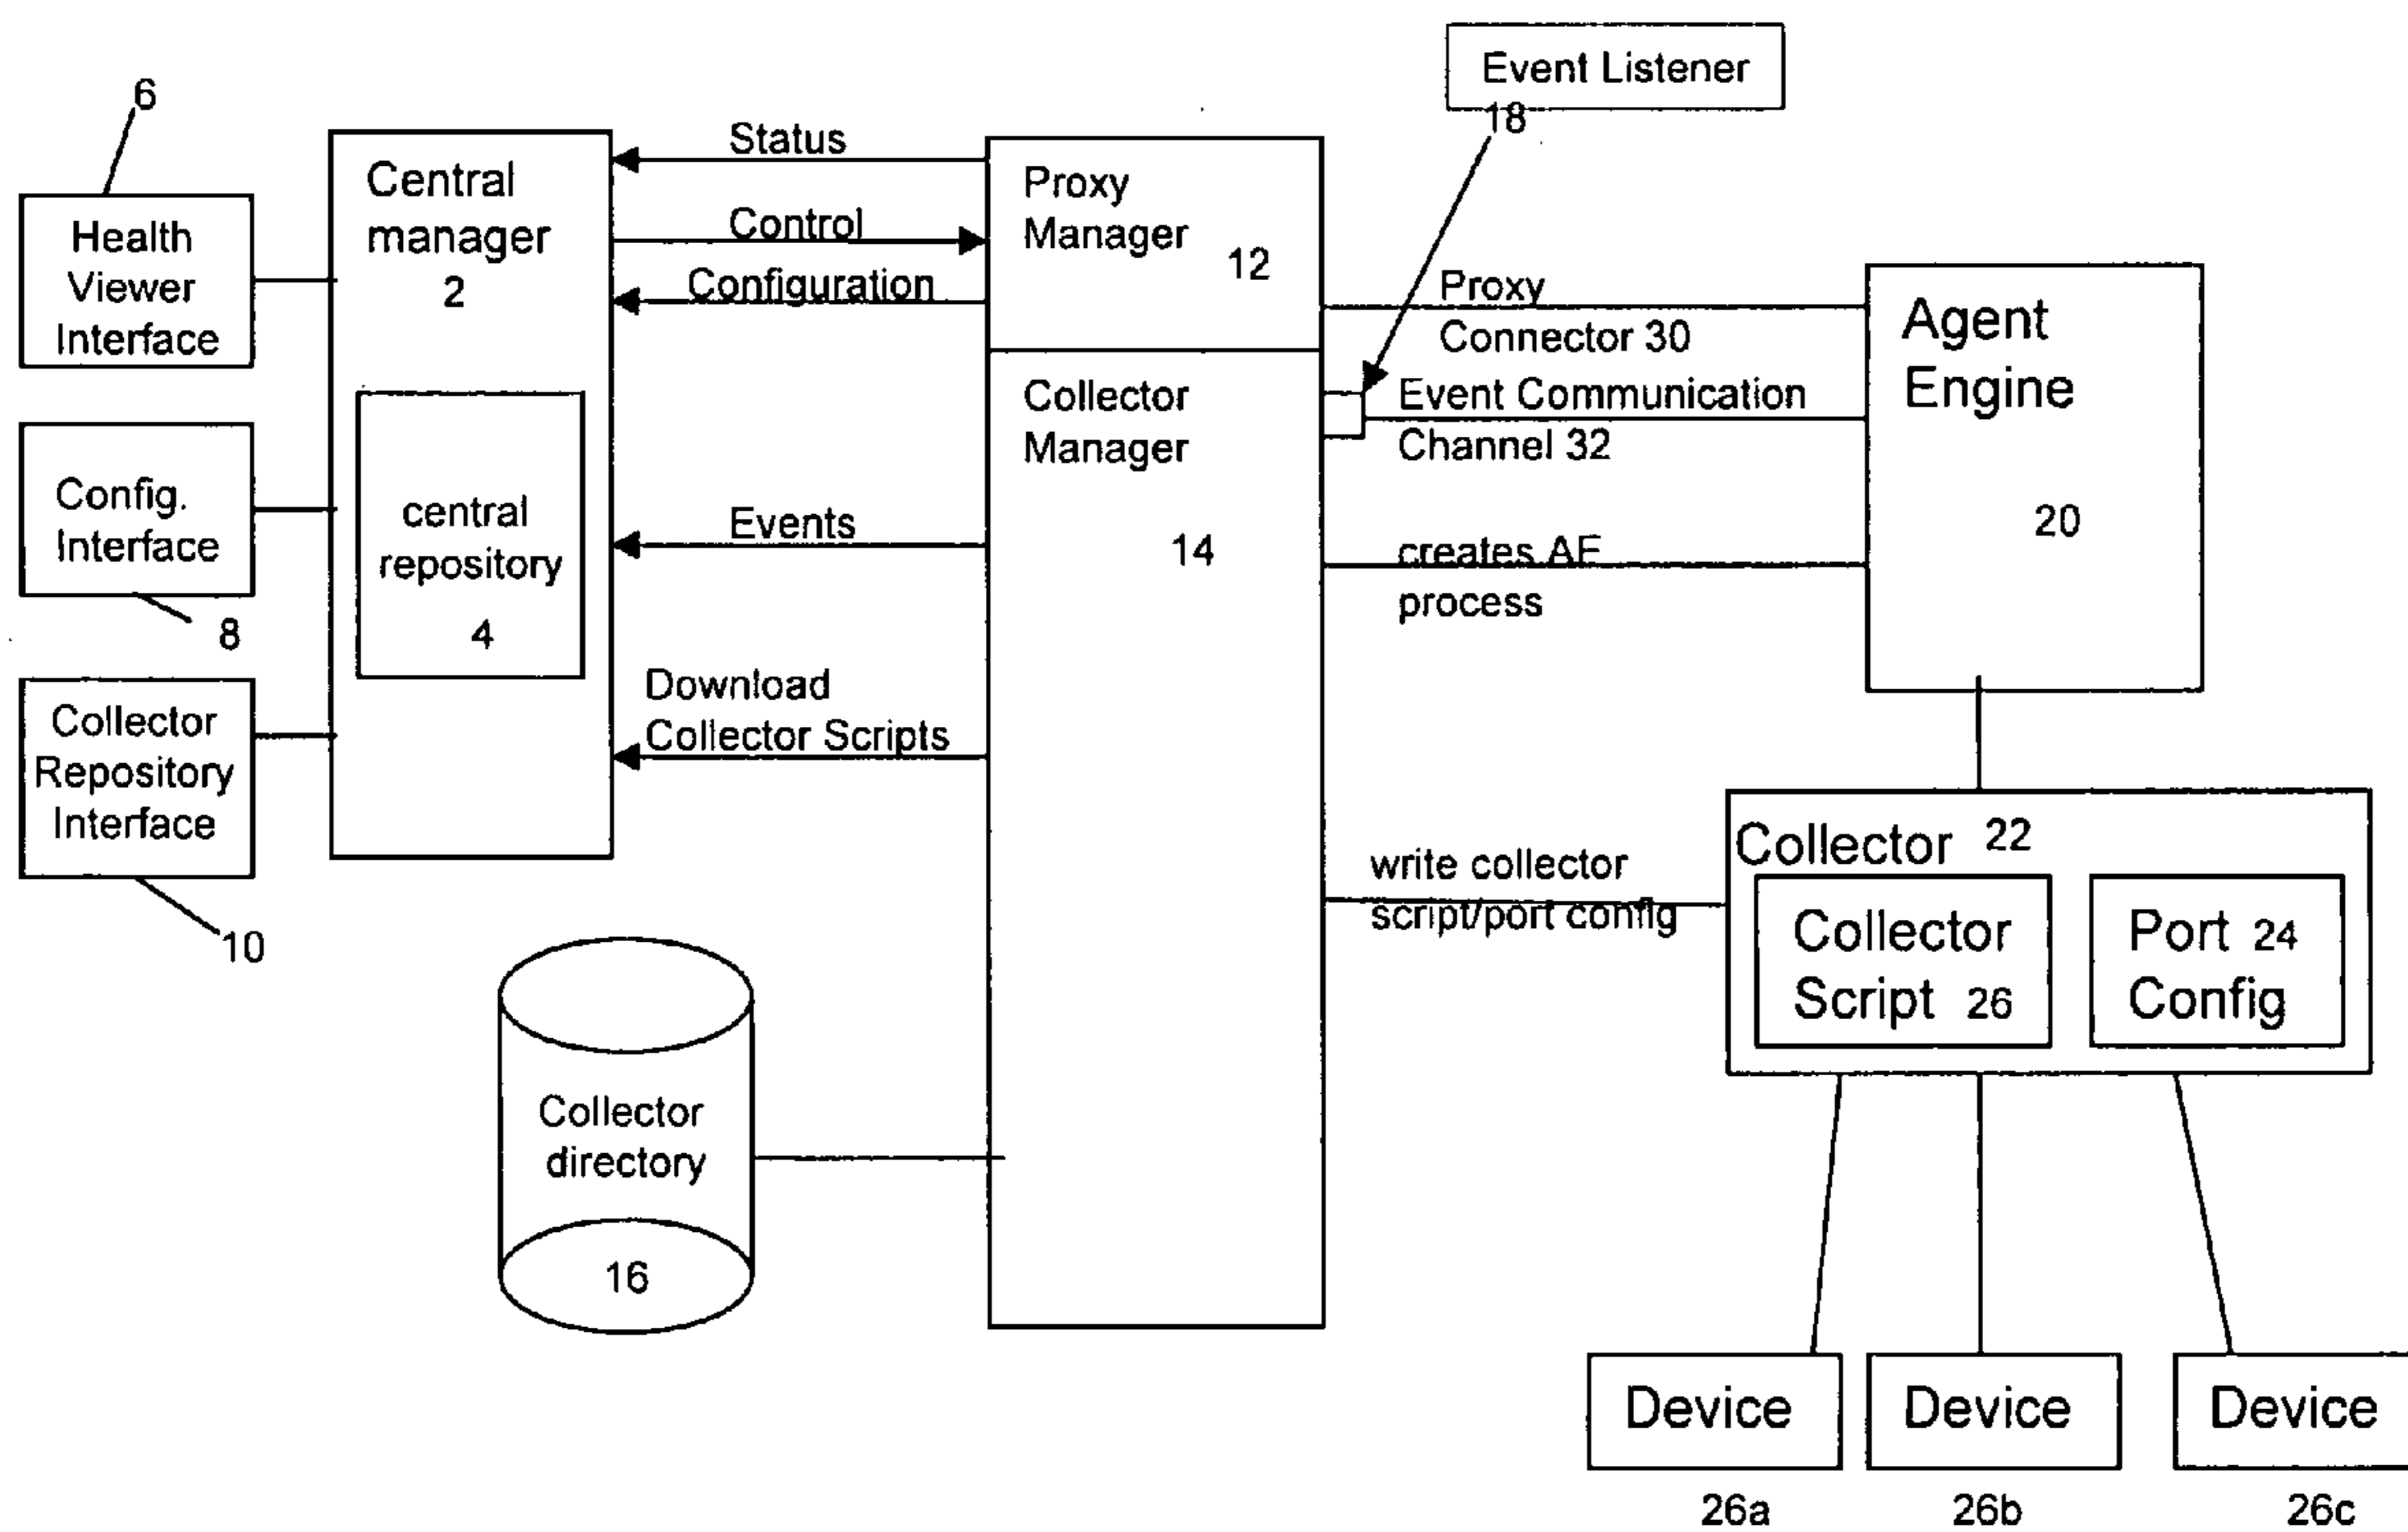 Event Listener
18
6
Health
Viewer
Interface
Central
manager
2
Status
Control
Configuration
Proxy
Manager
12
Proxy
Connector 30
Agent
Engine
20
Config.
Interface
8
central
repository
4
Events
Collector
Manager
14
Event Communication
Channel 32
creates AE
process
Collector
Repository
Interface
10
Download
Collector Scripts
write collector
script/port config
Collector 22
Collector
Script 26
Port 24
Config
Collector
directory
16
Device
Device
Device
26a
26b
26c